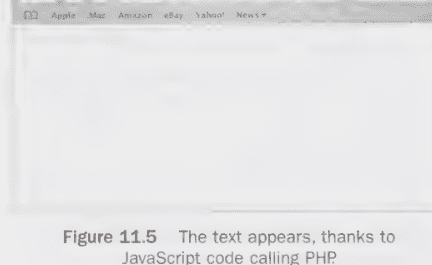 Apple .Mac Amazon eBay Yahoo! News ▾
Figure 11.5 The text appears, thanks to
JavaScript code calling PHP.